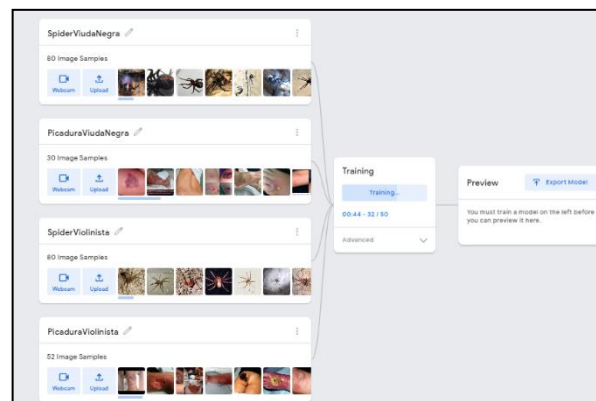 SpiderViudaNegra
80 Image Samples
Webcam
Upload
PicaduraViudaNegra
30 Image Samples
Webcam
Upload
SpiderViolinista
80 Image Samples
Webcam
Upload
PicaduraViolinista
52 Image Samples
Webcam
Upload
Training
Training...
00:44 - 32 / 50
Advanced
Preview
Export Model
You must train a model on the left before
you can preview it here.